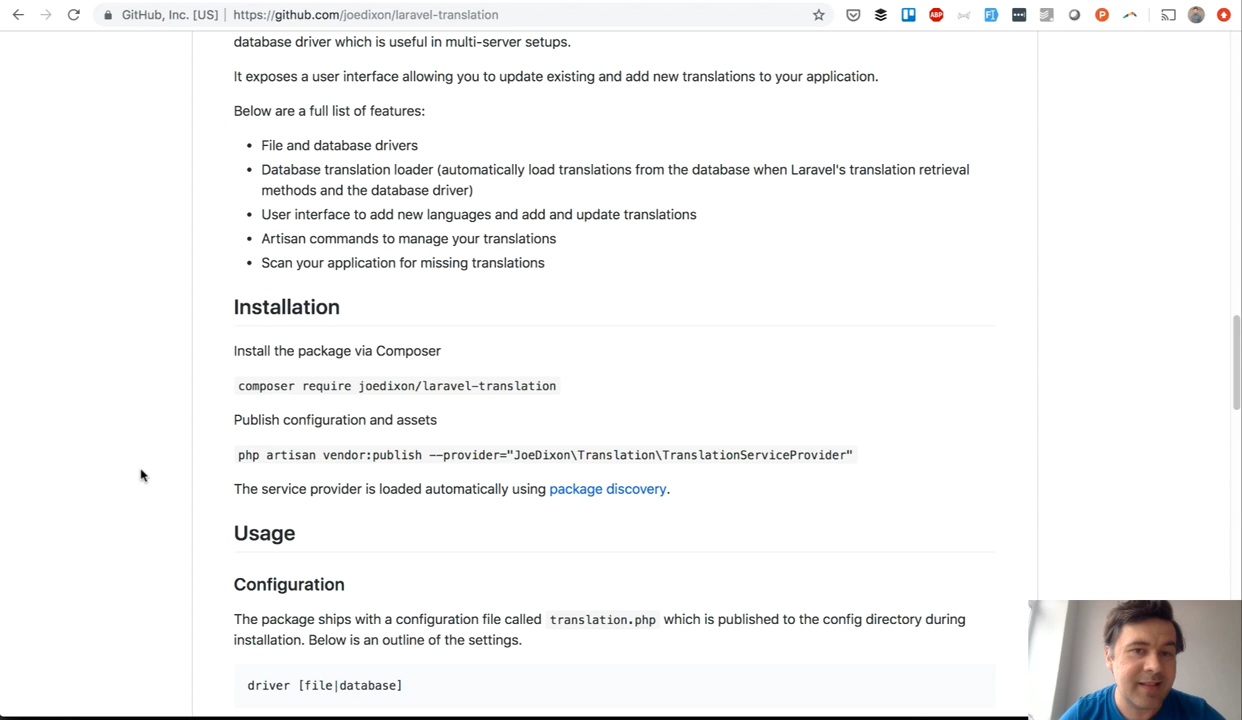 GitHub, Inc. [US] | https://github.com/joedixon/laravel-translation
database driver which is useful in multi-server setups.
It exposes a user interface allowing you to update existing and add new translations to your application.
Below are a full list of features:
• File and database drivers
• Database translation loader (automatically load translations from the database when Laravel's translation retrieval
methods and the database driver)
• User interface to add new languages and add and update translations
• Artisan commands to manage your translations
• Scan your application for missing translations
Installation
Install the package via Composer
composer require joedixon/laravel-translation
Publish configuration and assets
php artisan vendor:publish --provider="JoeDixon\Translation\TranslationServiceProvider"
The service provider is loaded automatically using package discovery.
Usage
Configuration
The package ships with a configuration file called translation.php which is published to the config directory during
installation. Below is an outline of the settings.
driver [file|database]